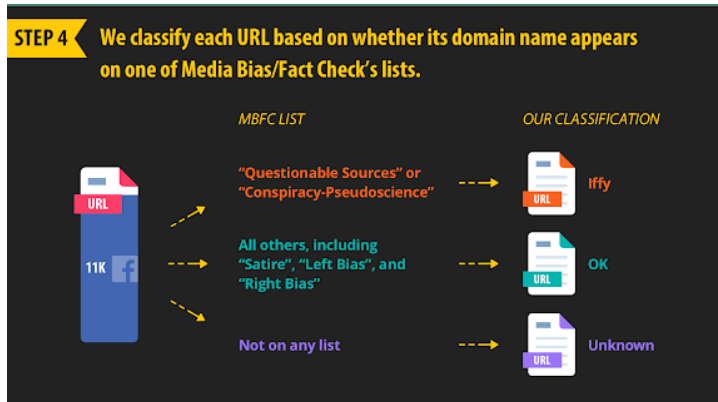 STEP 4
We classify each URL based on whether its domain name appears
on one of Media Bias/Fact Check’s lists.
MBFC LIST
OUR CLASSIFICATION
URL
11K
“Questionable Sources” or
“Conspiracy-Pseudoscience”
URL
Iffy
All others, including
“Satire”, “Left Bias”, and
“Right Bias”
URL
OK
Not on any list
URL
Unknown